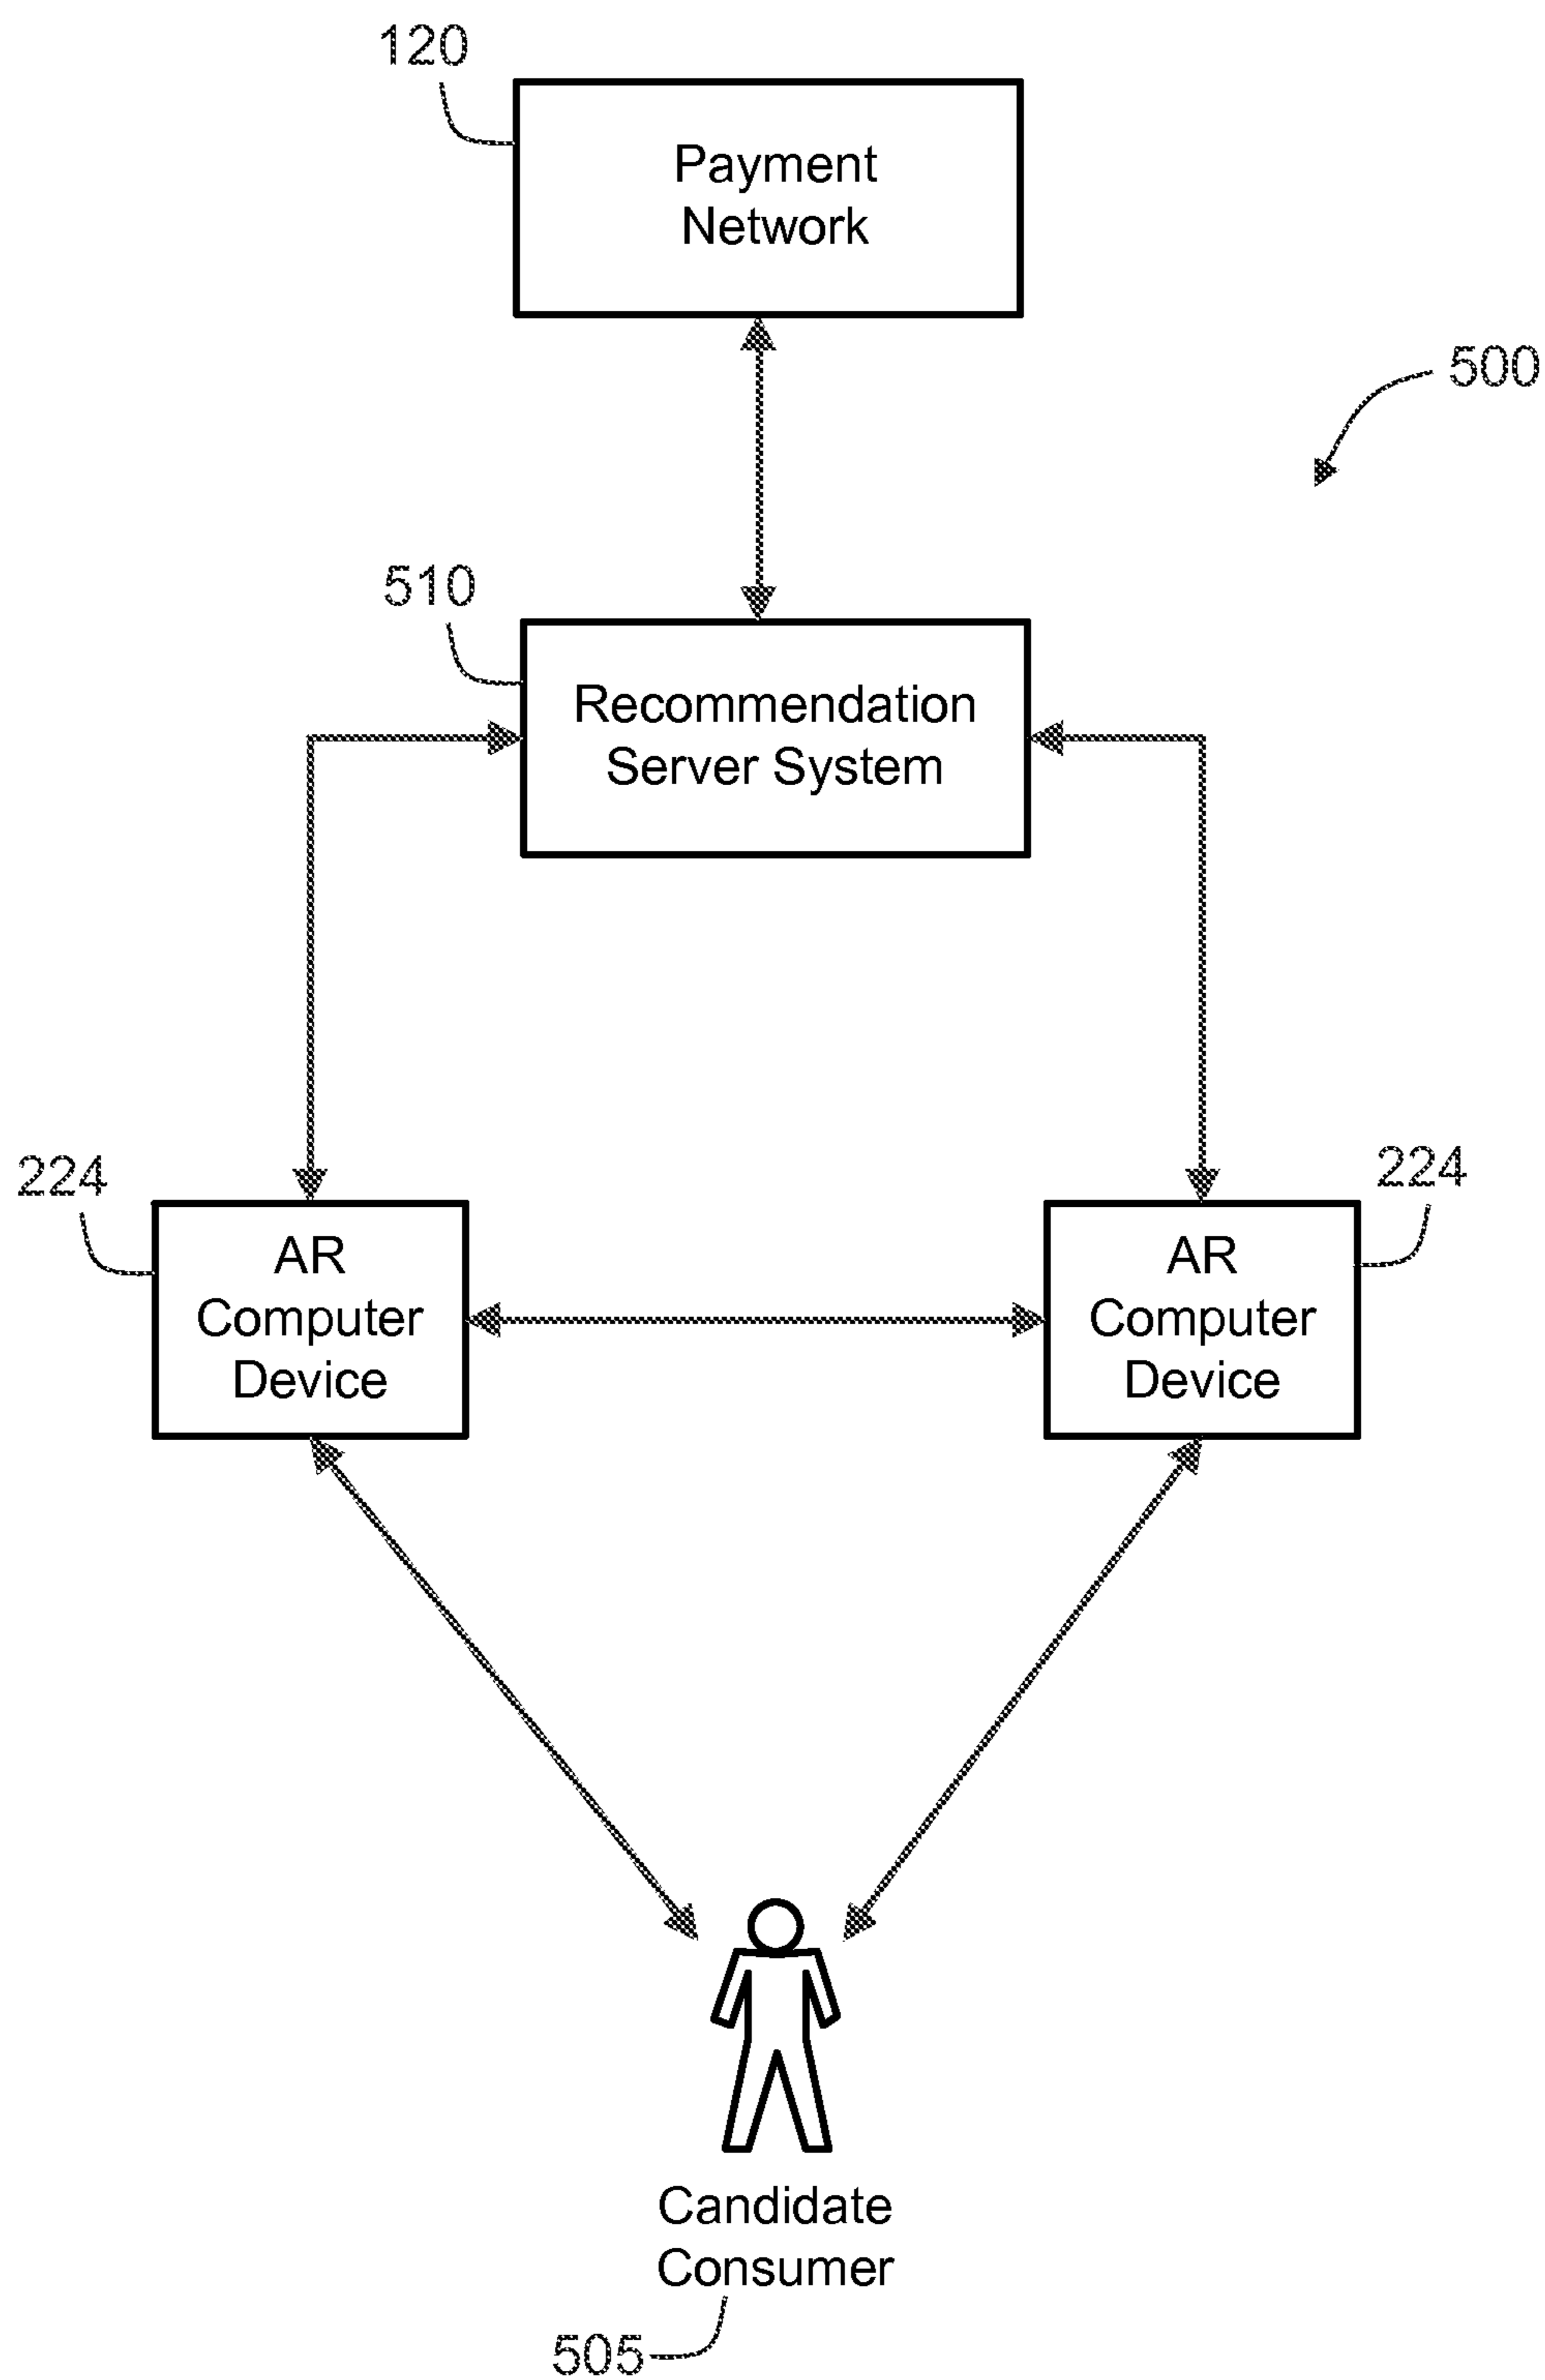 120
Payment
Network
500
510
Recommendation
Server System
224
224
AR
Computer
Device
AR
Computer
Device
Candidate
Consumer
505